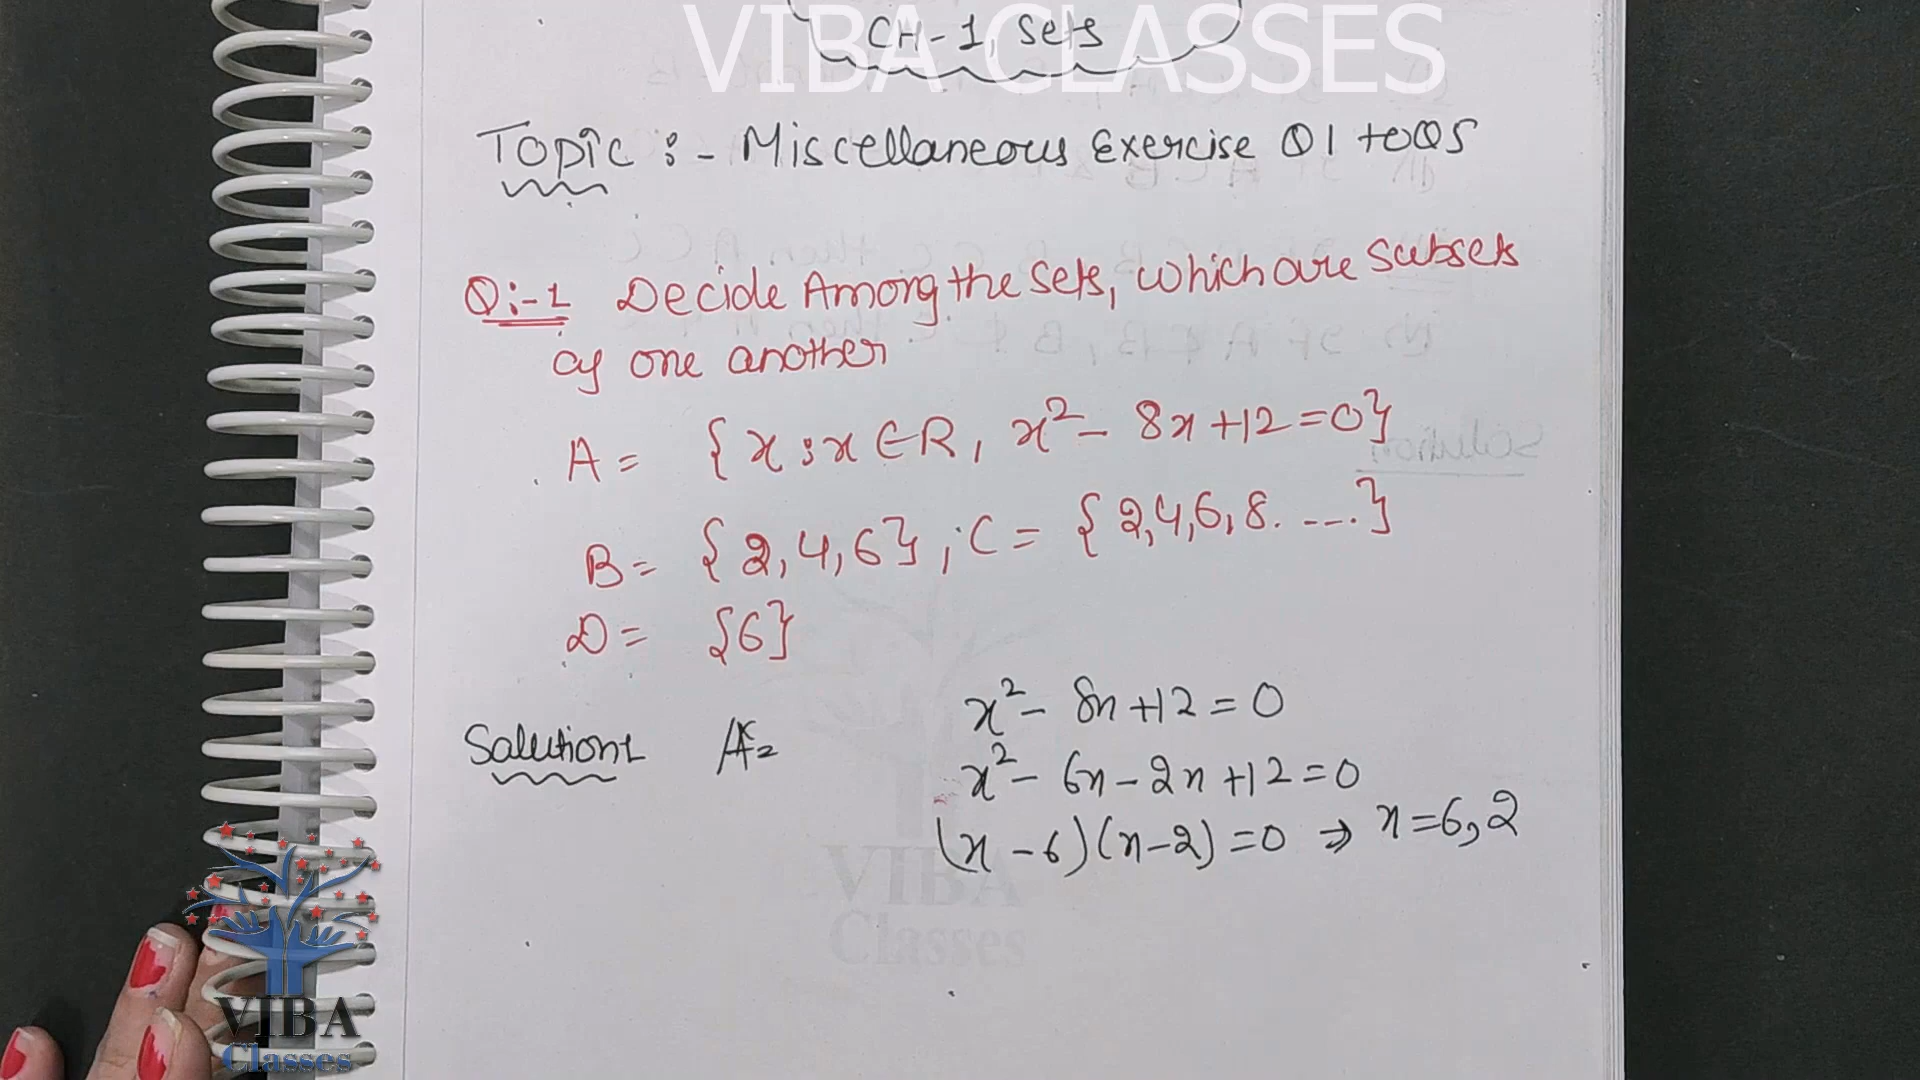 CH-1, Sets
VIBA CLASSES
Topic :- Miscellaneous Exercise Q1 to Q5
Q:-1 Decide Among the Sets, which are Subsets
of one another
A = {x : x ∈ R, x² - 8x + 12 = 0}
B = {2, 4, 6} ; C = {2, 4, 6, 8. ....}
D = {6}
x² - 8x + 12 = 0
Solution A =
x² - 6x - 2x + 12 = 0
(x - 6)(x - 2) = 0 ⇒ x = 6, 2
VIBA
Classes
VIBA
Classes